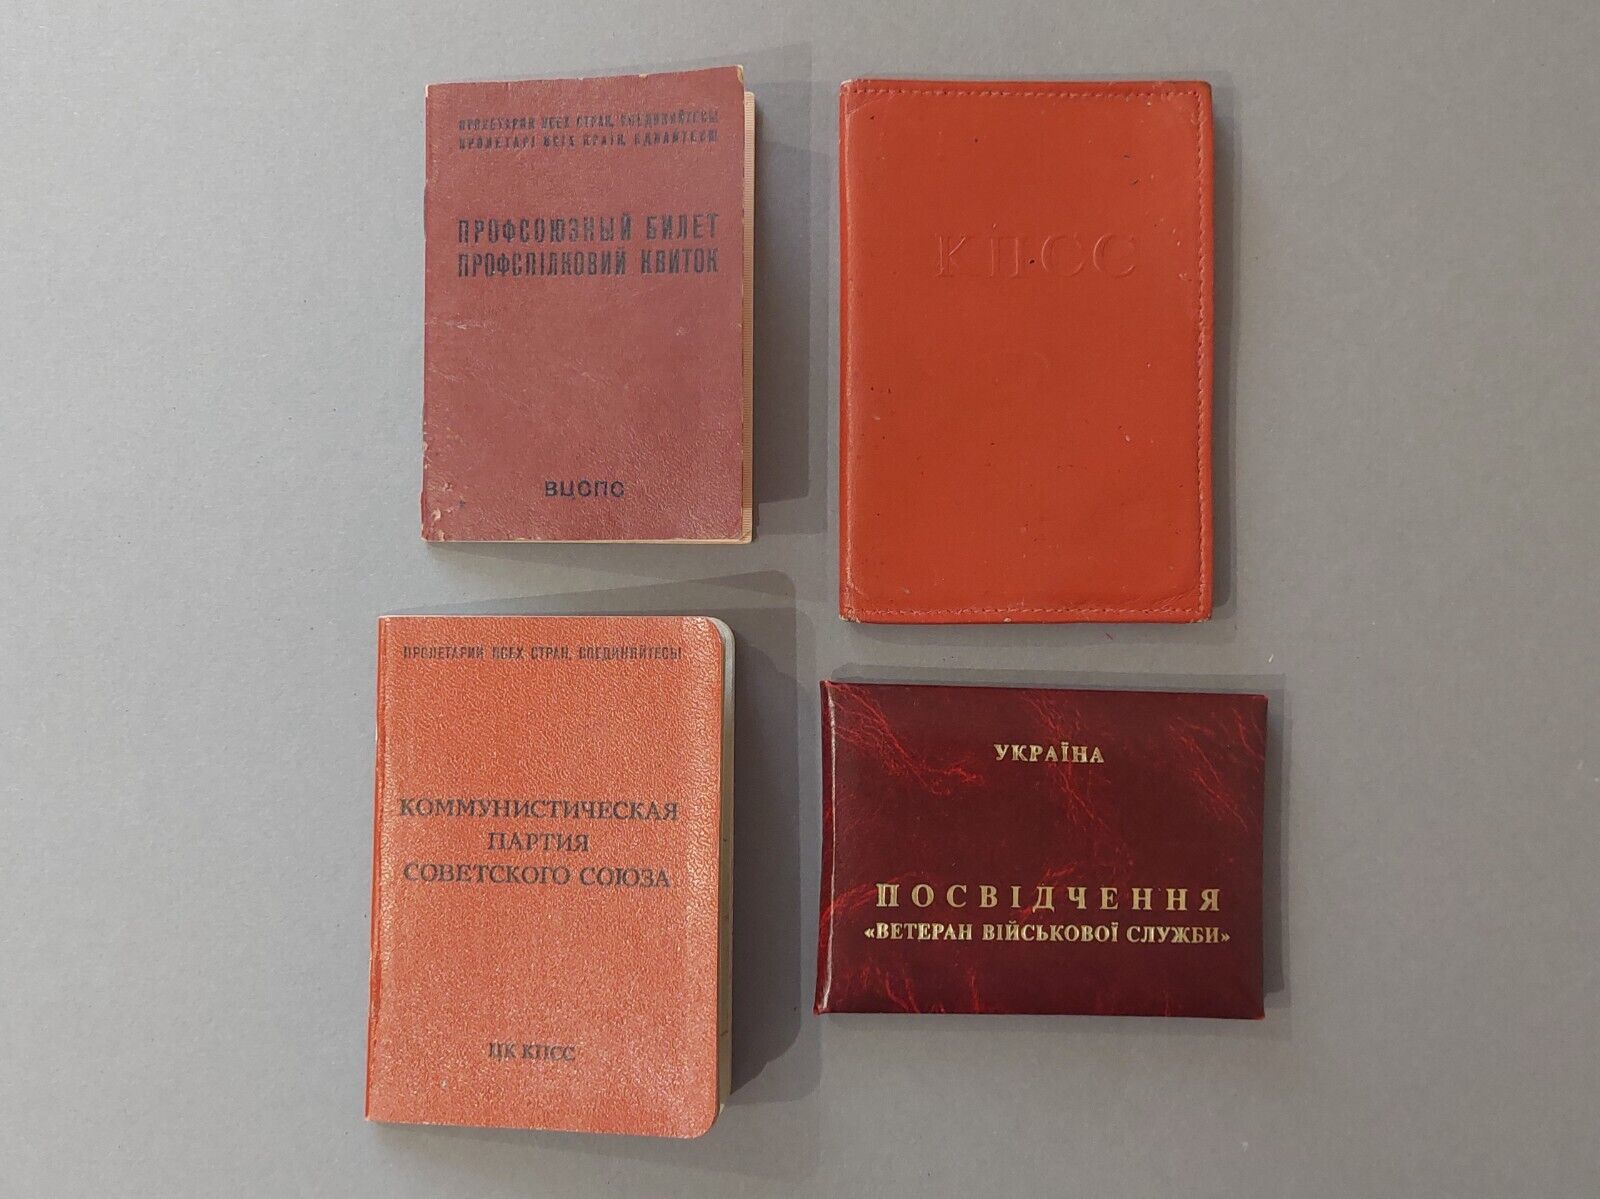 ПРОЛЕТАРИИ ВСЕХ СТРАН, СОЕДИНЯЙТЕСЬ!
ПРОЛЕТАРІ ВСІХ КРАЇН, ЄДНАЙТЕСЯ!
ПРОФСОЮЗНЫЙ БИЛЕТ
ПРОФСПІЛКОВИЙ КВИТОК
ВЦСПС
КПСС
ПРОЛЕТАРИИ ВСЕХ СТРАН, СОЕДИНЯЙТЕСЬ!
КОММУНИСТИЧЕСКАЯ
ПАРТИЯ
СОВЕТСКОГО СОЮЗА
ЦК КПСС
УКРАЇНА
ПОСВІДЧЕННЯ
«ВЕТЕРАН ВІЙСЬКОВОЇ СЛУЖБИ»